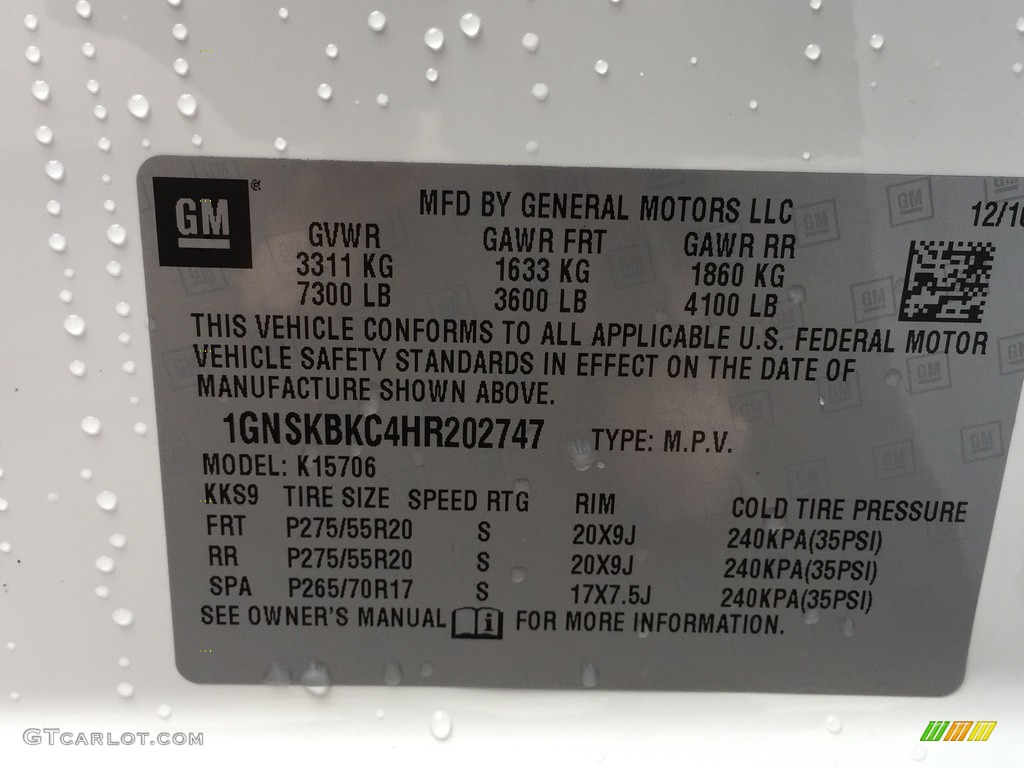 GM ®
MFD BY GENERAL MOTORS LLC
GVWR GAWR FRT GAWR RR
3311 KG 1633 KG 1860 KG
7300 LB 3600 LB 4100 LB
THIS VEHICLE CONFORMS TO ALL APPLICABLE U.S. FEDERAL MOTOR
VEHICLE SAFETY STANDARDS IN EFFECT ON THE DATE OF
MANUFACTURE SHOWN ABOVE.
1GNSKBKC4HR202747 TYPE: M.P.V.
MODEL: K15706
KKS9 TIRE SIZE SPEED RTG RIM COLD TIRE PRESSURE
FRT P275/55R20 S 20X9J 240KPA(35PSI)
RR P275/55R20 S 20X9J 240KPA(35PSI)
SPA P265/70R17 S 17X7.5J 240KPA(35PSI)
SEE OWNER'S MANUAL i FOR MORE INFORMATION.
GTCARLOT.COM